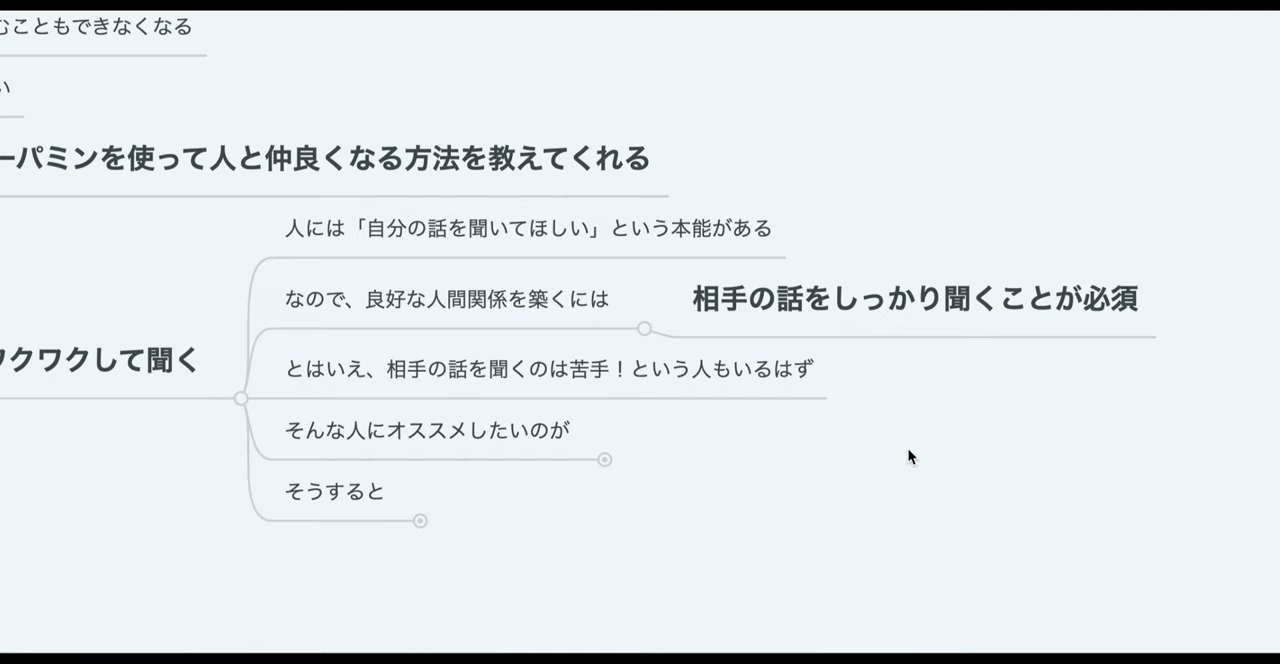 むこともできなくなる
い
ーパミンを使って人と仲良くなる方法を教えてくれる
人には「自分の話を聞いてほしい」という本能がある
なので、良好な人間関係を築くには
相手の話をしっかり聞くことが必須
ワクワクして聞く
とはいえ、相手の話を聞くのは苦手！という人もいるはず
そんな人にオススメしたいのが
そうすると